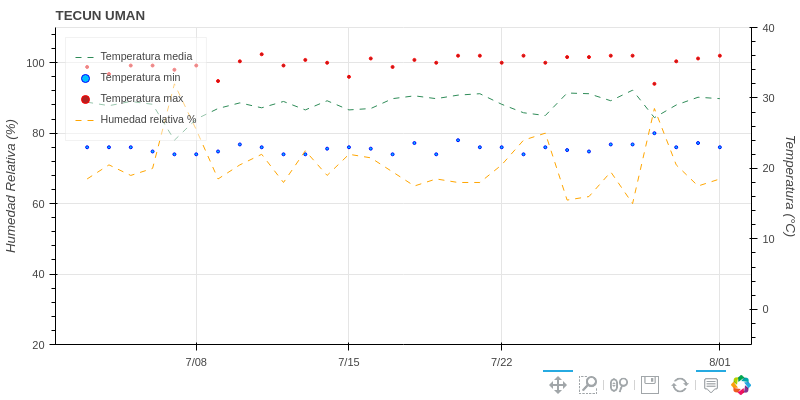 TECUN UMAN
Temperatura media
Temperatura min
Temperatura max
Humedad relativa %
Humedad Relativa (%)
100
80
60
40
20
Temperatura (°C)
40
30
20
10
0
7/08
7/15
7/22
8/01